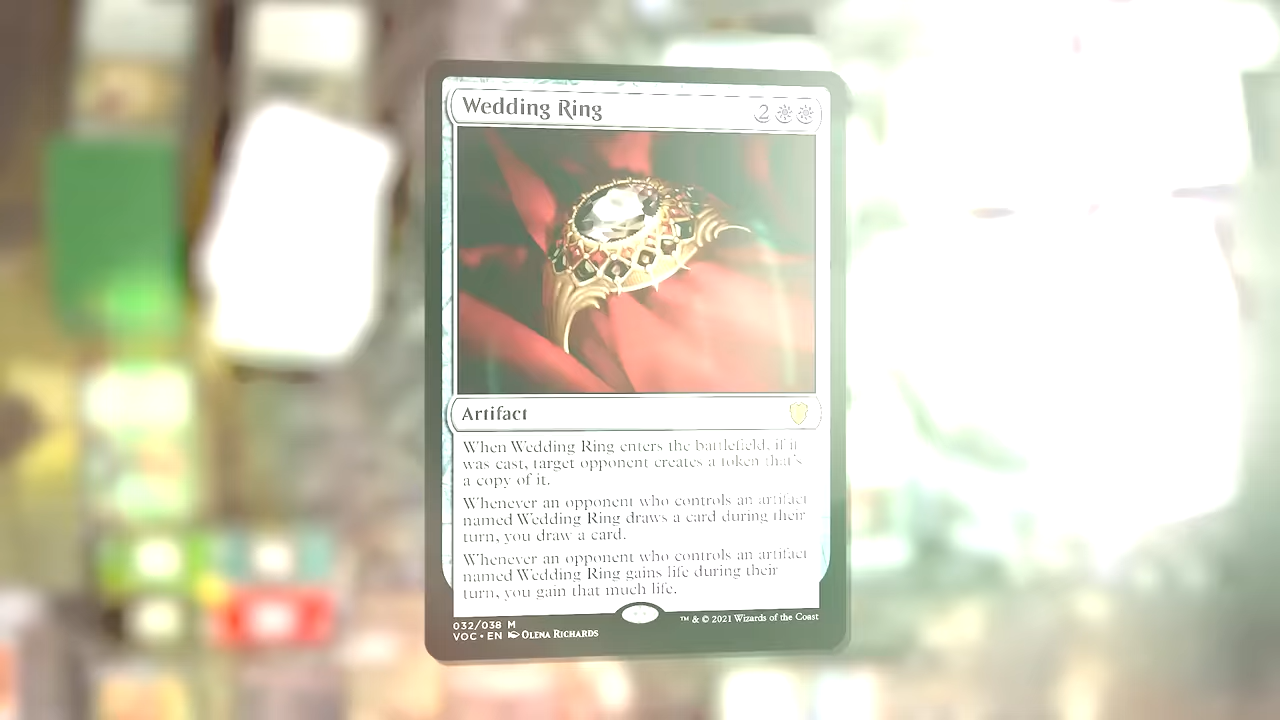 Wedding Ring
2
Artifact
When Wedding Ring enters the battlefield, if it
was cast, target opponent creates a token that's
a copy of it.
Whenever an opponent who controls an artifact
named Wedding Ring draws a card during their
turn, you draw a card.
Whenever an opponent who controls an artifact
named Wedding Ring gains life during their
turn, you gain that much life.
032/038 M
VOC • EN OLENA RICHARDS
™ & © 2021 Wizards of the Coast